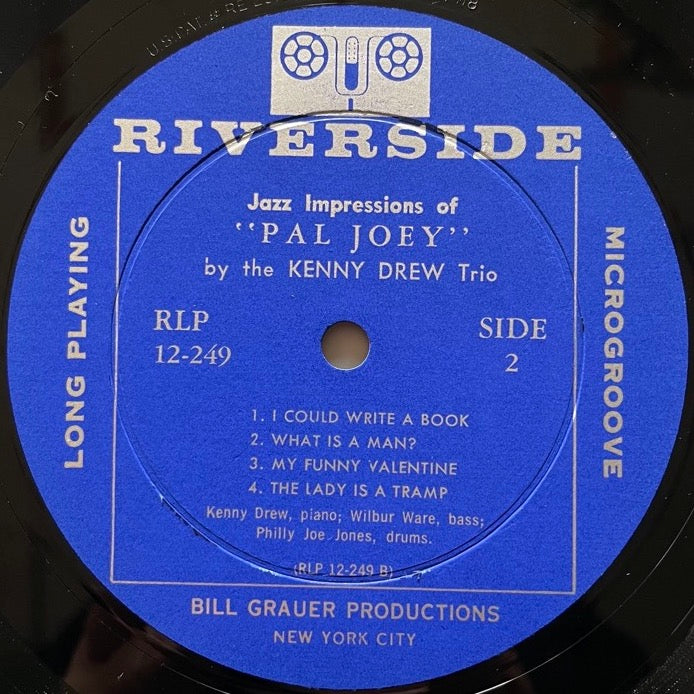 RIVERSIDE
Jazz Impressions of
“PAL JOEY”
by the KENNY DREW Trio
RLP
12-249
SIDE
2
LONG PLAYING
MICROGROOVE
1. I COULD WRITE A BOOK
2. WHAT IS A MAN?
3. MY FUNNY VALENTINE
4. THE LADY IS A TRAMP
Kenny Drew, piano; Wilbur Ware, bass;
Philly Joe Jones, drums.
(RLP 12-249 B)
BILL GRAUER PRODUCTIONS
NEW YORK CITY